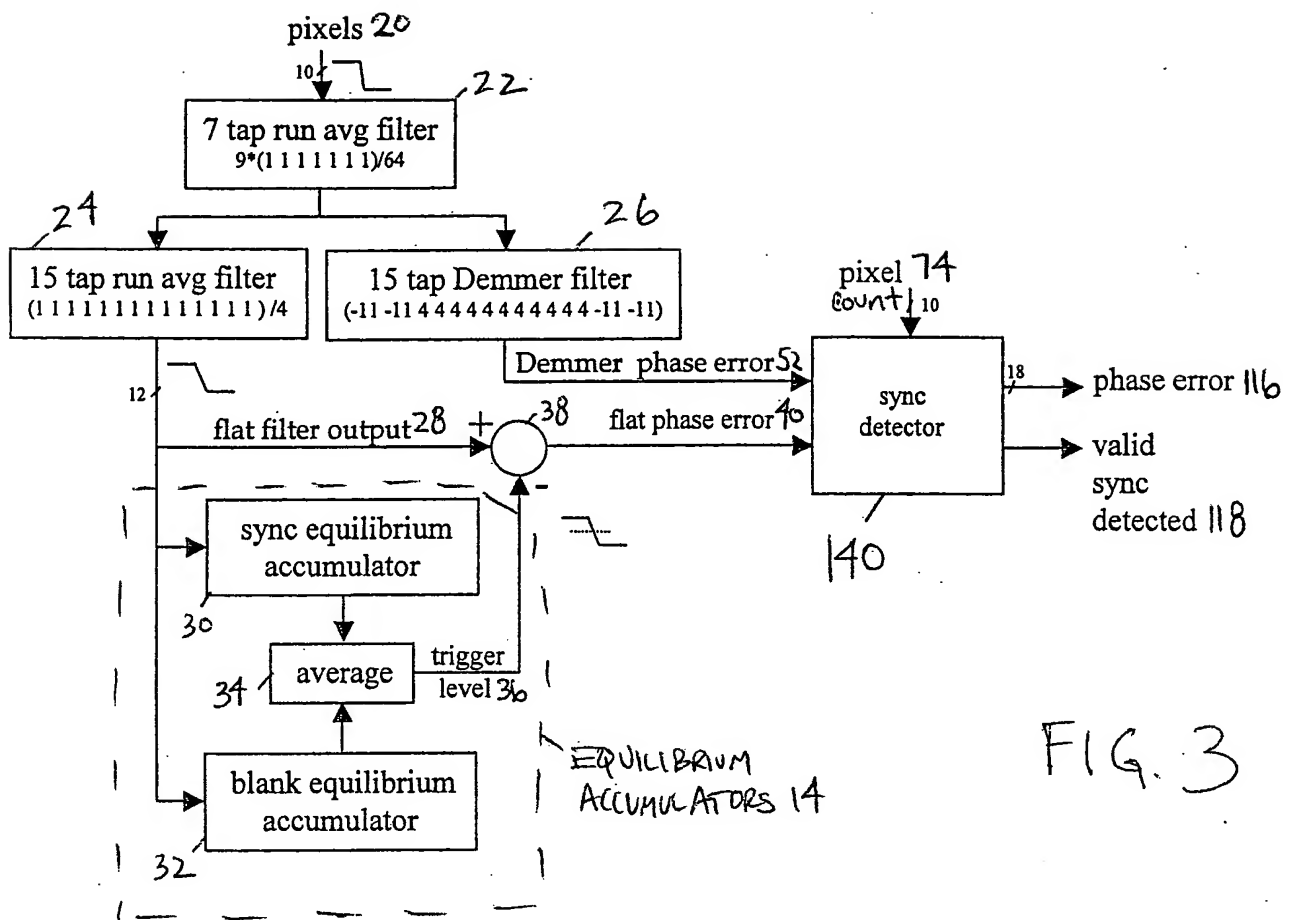 pixels 20
10
22
7 tap run avg filter
9*(1 1 1 1 1 1 1)/64
24
15 tap run avg filter
(1 1 1 1 1 1 1 1 1 1 1 1 1 1 1)/4
26
15 tap Demmer filter
(-11 -11 4 4 4 4 4 4 4 4 4 4 4 -11 -11)
pixel 74
count
10
12
Demmer phase error 52
flat filter output 28
+
38
flat phase error 40
-
sync
detector
140
18
phase error 116
valid
sync
detected 118
sync equilibrium
accumulator
30
average
34
trigger
level 36
blank equilibrium
accumulator
32
EQUILIBRIUM
ACCUMULATORS 14
FIG. 3